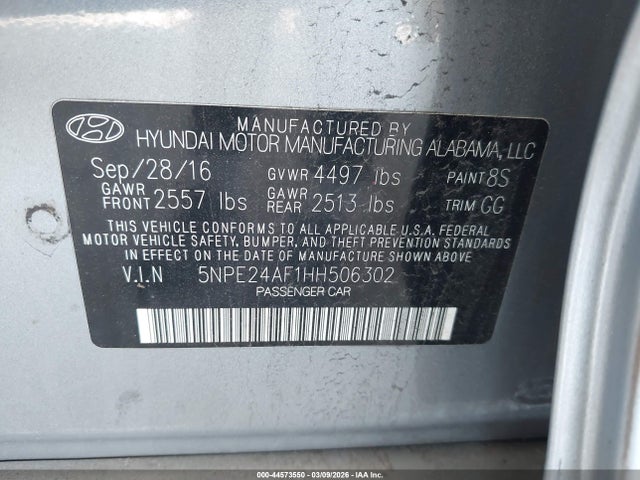 MANUFACTURED BY
HYUNDAI MOTOR MANUFACTURING ALABAMA, LLC
Sep/28/16 GVWR 4497 lbs PAINT 8S
GAWR FRONT 2557 lbs GAWR REAR 2513 lbs TRIM GG
THIS VEHICLE CONFORMS TO ALL APPLICABLE U.S.A. FEDERAL
MOTOR VEHICLE SAFETY, BUMPER, AND THEFT PREVENTION
STANDARDS IN EFFECT ON THE DATE OF MANUFACTURE SHOWN ABOVE.
V.I.N 5NPE24AF1HH506302
PASSENGER CAR
000-44573550 | 03/09/2026 - IAA Inc.